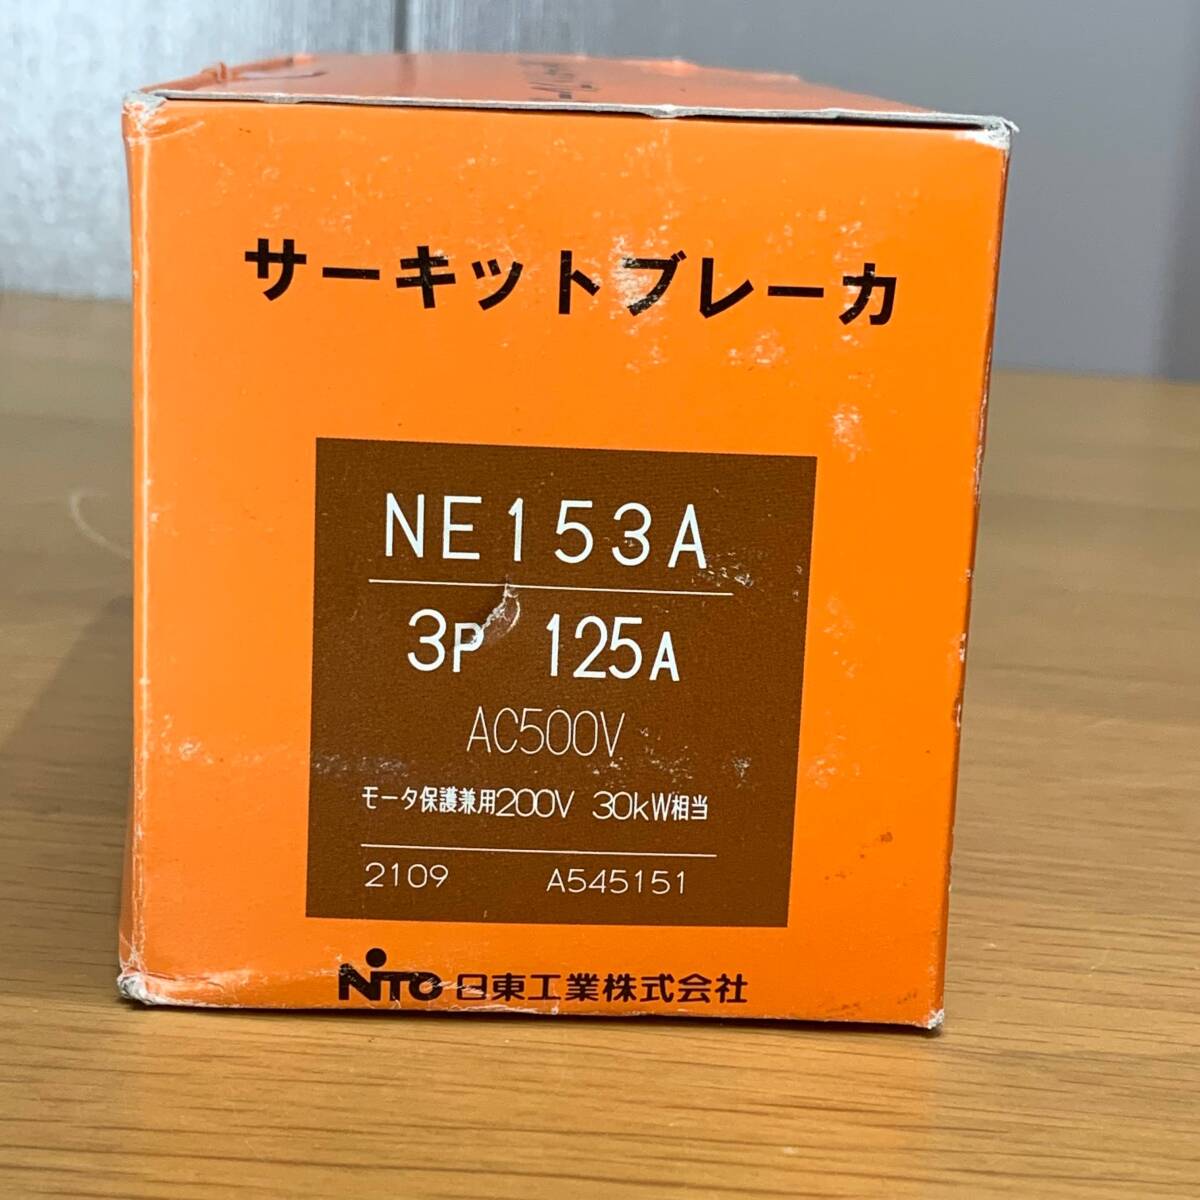 サーキットブレーカ
NE153A
3P 125A
AC500V
モータ保護兼用200V 30kW相当
2109 A545151
NITO 日東工業株式会社